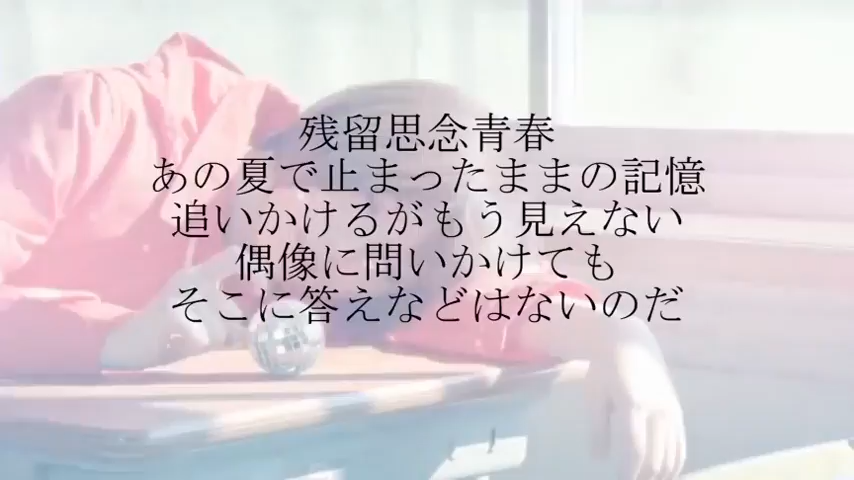 残留思念青春
あの夏で止まったままの記憶
追いかけるがもう見えない
偶像に問いかけても
そこに答えなどはないのだ